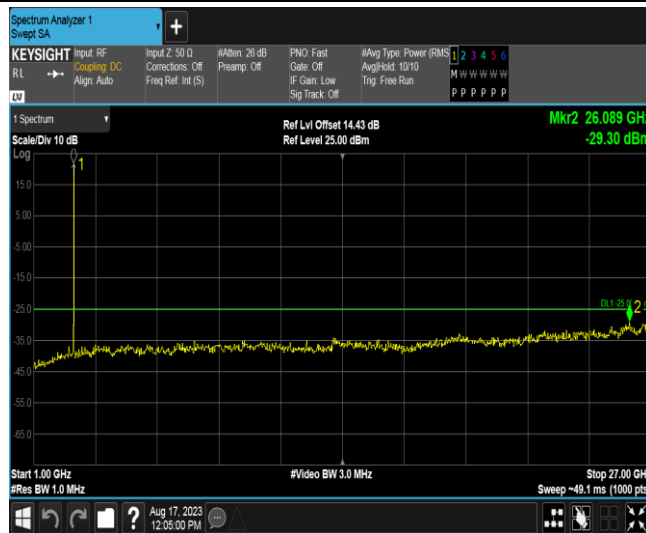 Spectrum Analyzer 1
Swept SA
+
KEYSIGHT Input: RF Input Z: 50 Ω #Atten: 26 dB PNO: Fast #Avg Type: Power (RMS 1 2 3 4 5 6
RL Coupling: DC Corrections: Off Preamp: Off Gate: Off Avg|Hold: 10/10 M W W W W W
Align: Auto Freq Ref: Int (S) IF Gain: Low Trig: Free Run
Sig Track: Off P P P P P P
LXI
1 Spectrum Ref Lvl Offset 14.43 dB Mkr2 26.089 GHz
Scale/Div 10 dB Ref Level 25.00 dBm -29.30 dBm
Log
1
15.0
5.00
-5.00
-15.0
-25.0 DL1 -25.0 2
-35.0
-45.0
-55.0
-65.0
Start 1.00 GHz #Video BW 3.0 MHz Stop 27.00 GHz
#Res BW 1.0 MHz Sweep ~49.1 ms (1000 pts
? Aug 17, 2023
12:05:00 PM